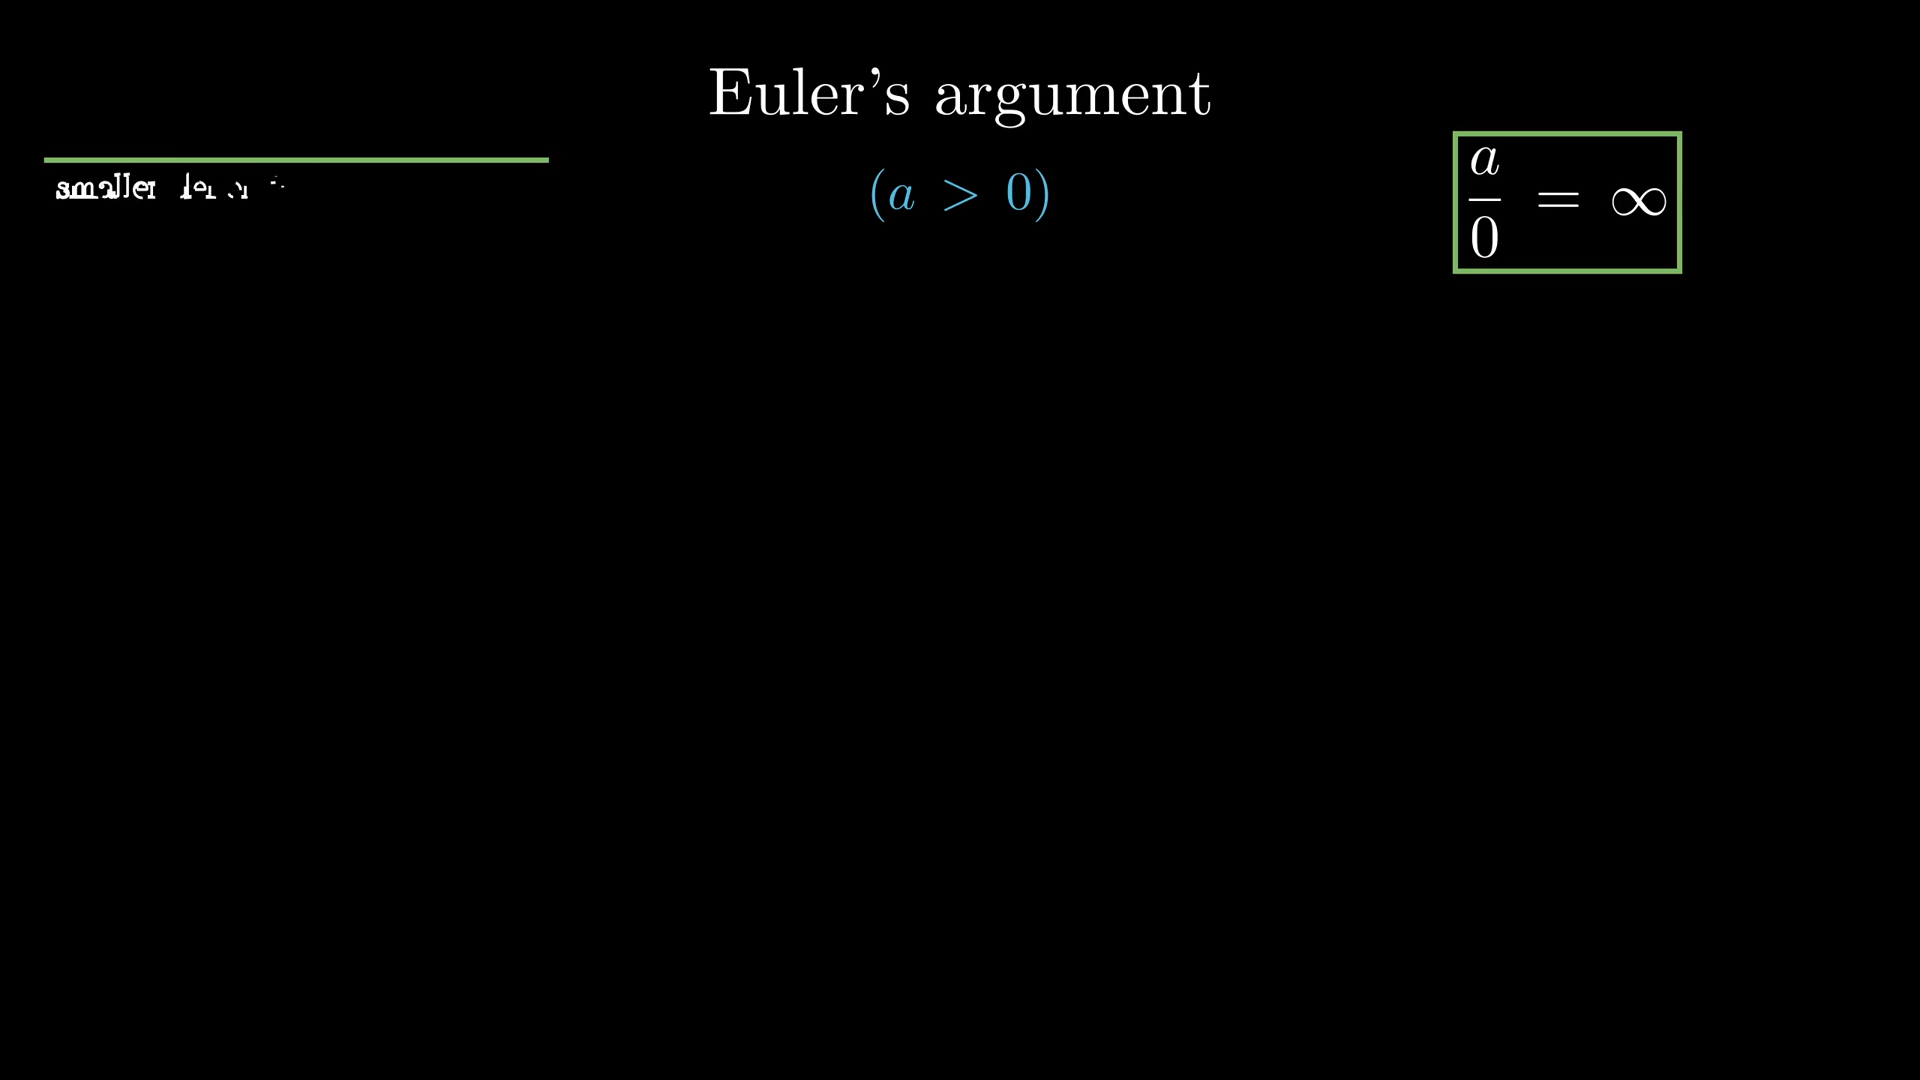 Euler's argument
smaller
(a > 0)
a/0 = ∞